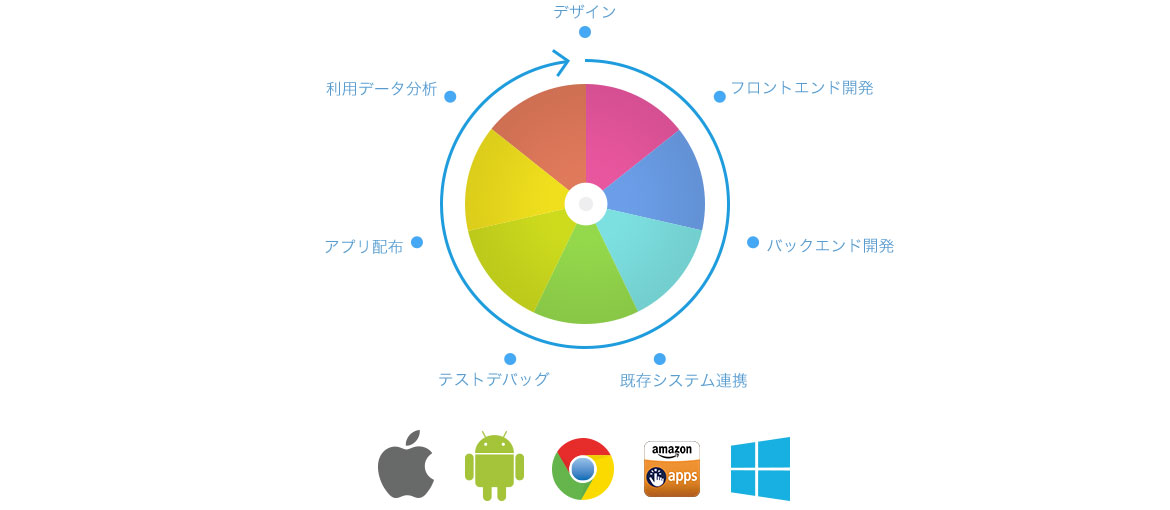 デザイン
フロントエンド開発
バックエンド開発
既存システム連携
テストデバッグ
アプリ配布
利用データ分析
amazon
apps